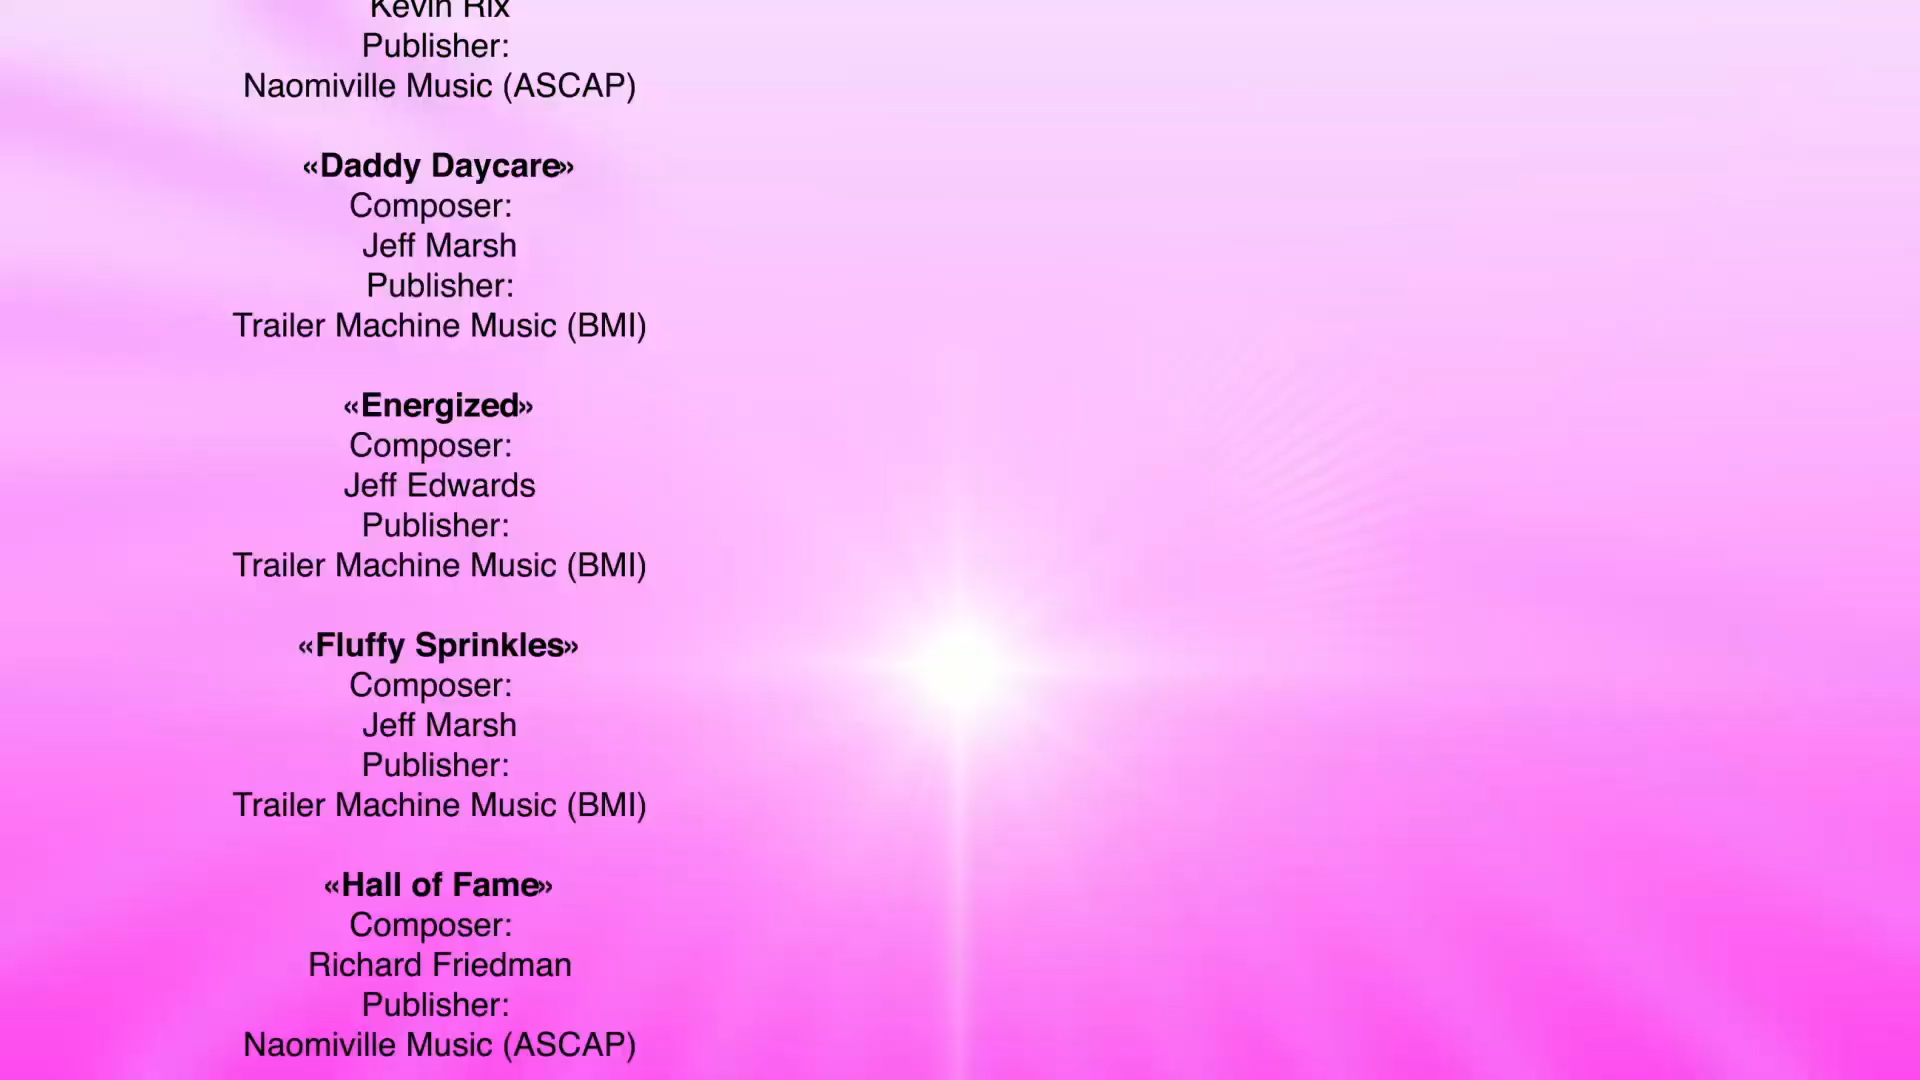 Kevin Rix
Publisher:
Naomiville Music (ASCAP)
«Daddy Daycare»
Composer:
Jeff Marsh
Publisher:
Trailer Machine Music (BMI)
«Energized»
Composer:
Jeff Edwards
Publisher:
Trailer Machine Music (BMI)
«Fluffy Sprinkles»
Composer:
Jeff Marsh
Publisher:
Trailer Machine Music (BMI)
«Hall of Fame»
Composer:
Richard Friedman
Publisher:
Naomiville Music (ASCAP)